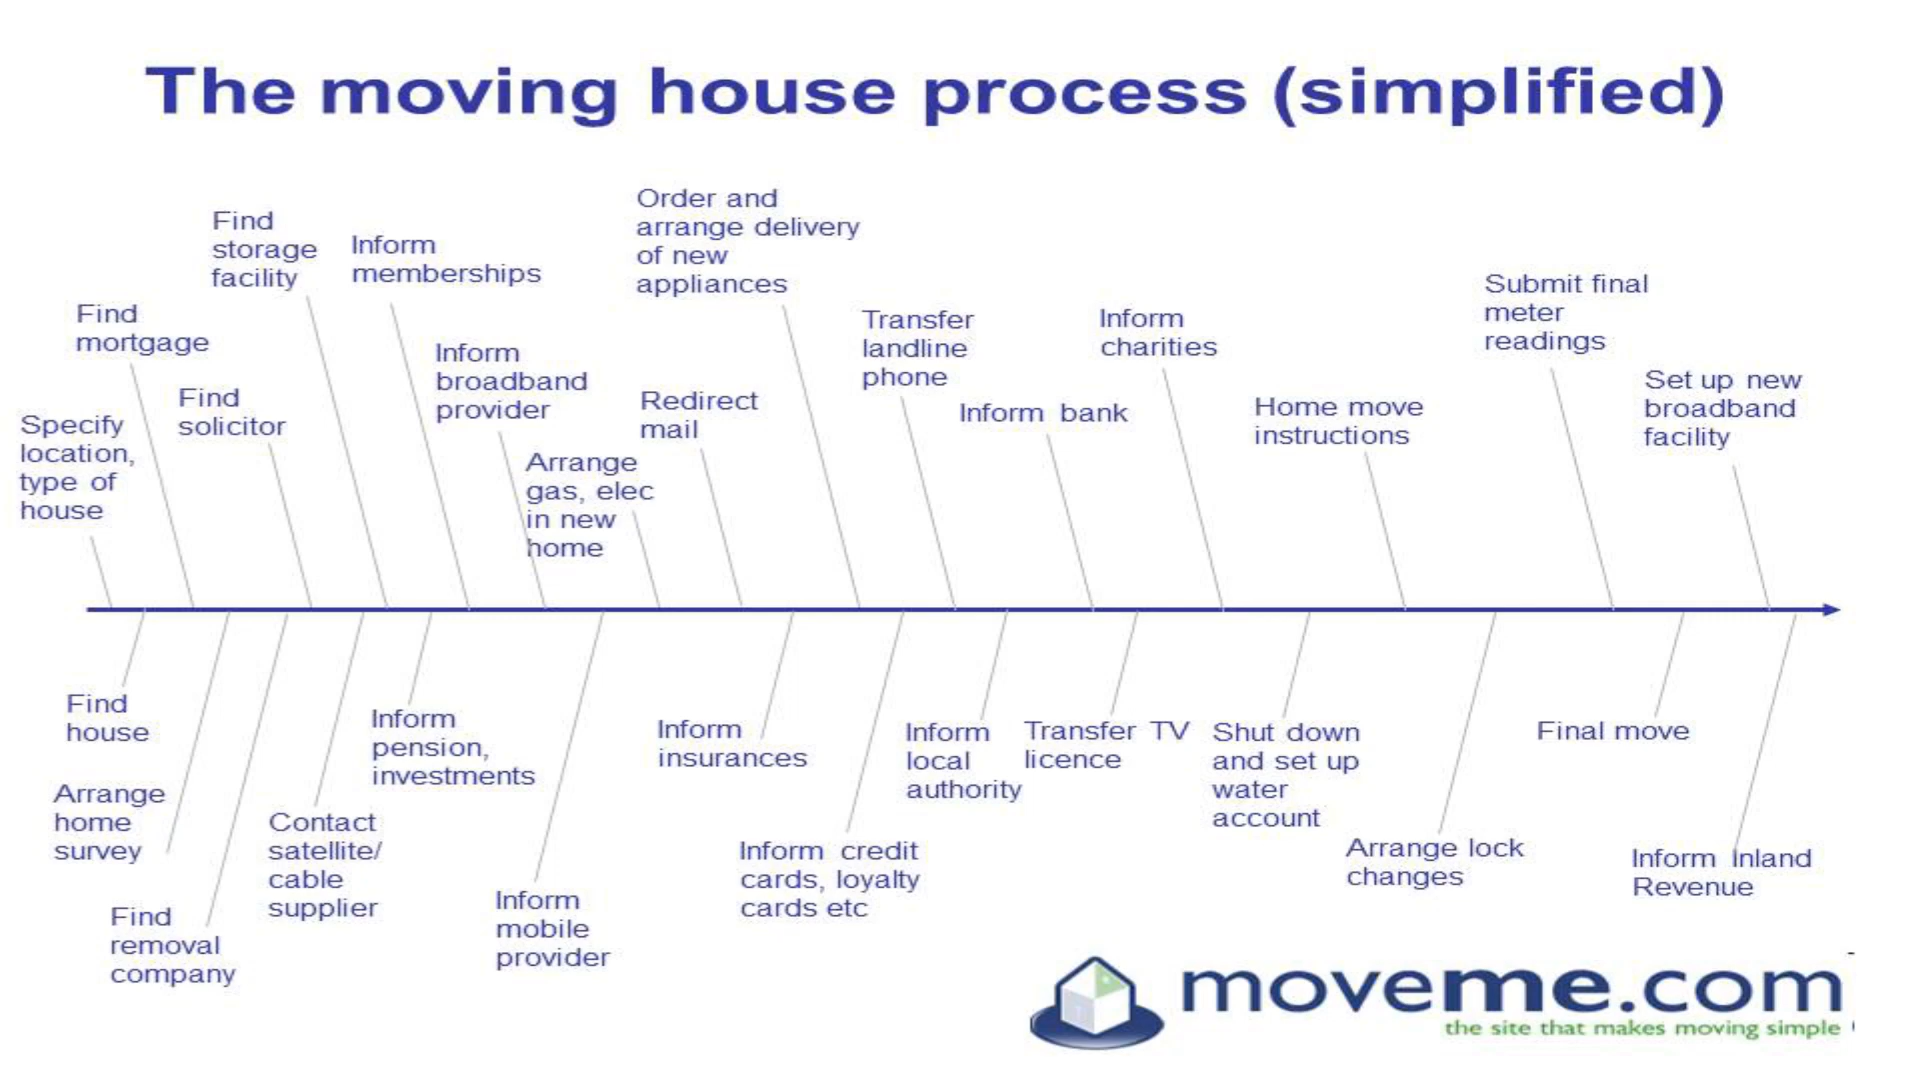 The moving house process (simplified)
Order and
arrange delivery
of new
appliances
Find
storage
facility
Inform
memberships
Submit final
meter
readings
Find
mortgage
Transfer
landline
phone
Inform
charities
Inform
broadband
provider
Set up new
broadband
facility
Find
solicitor
Redirect
mail
Inform bank
Home move
instructions
Specify
location,
type of
house
Arrange
gas, elec
in new
home
Find
house
Inform
pension,
investments
Inform
insurances
Inform
local
authority
Transfer TV
licence
Shut down
and set up
water
account
Final move
Arrange
home
survey
Contact
satellite/
cable
supplier
Inform credit
cards, loyalty
cards etc
Arrange lock
changes
Inform Inland
Revenue
Find
removal
company
Inform
mobile
provider
moveme.com
the site that makes moving simple